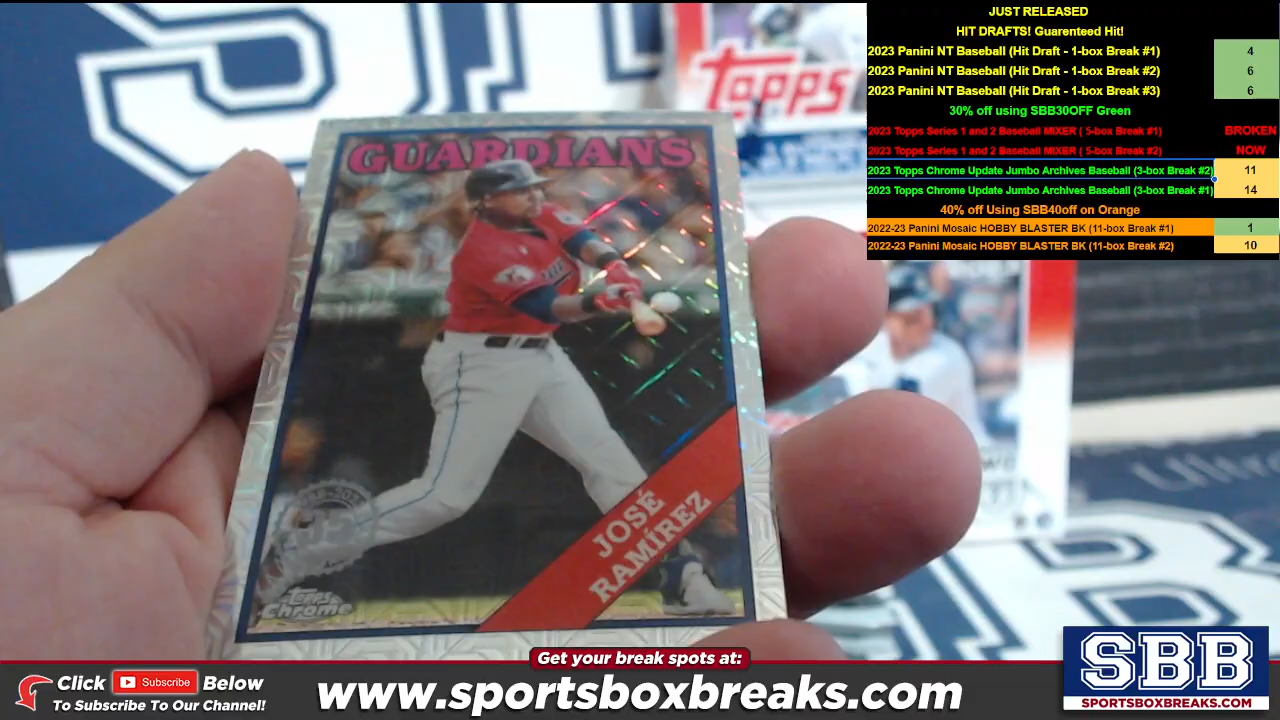 JUST RELEASED
HIT DRAFTS! Guarenteed Hit!
2023 Panini NT Baseball (Hit Draft - 1-box Break #1) 4
2023 Panini NT Baseball (Hit Draft - 1-box Break #2) 6
2023 Panini NT Baseball (Hit Draft - 1-box Break #3) 6
30% off using SBB30OFF Green
2023 Topps Series 1 and 2 Baseball MIXER ( 5-box Break #1) BROKEN
2023 Topps Series 1 and 2 Baseball MIXER ( 5-box Break #2) NOW
2023 Topps Chrome Update Jumbo Archives Baseball (3-box Break #2) 11
2023 Topps Chrome Update Jumbo Archives Baseball (3-box Break #1) 14
40% off Using SBB40off on Orange
2022-23 Panini Mosaic HOBBY BLASTER BK (11-box Break #1) 1
2022-23 Panini Mosaic HOBBY BLASTER BK (11-box Break #2) 10
topps
GUARDIANS
JOSÉ
RAMÍREZ
35
Topps
Chrome
Get your break spots at:
Click Subscribe Below
To Subscribe To Our Channel!
www.sportsboxbreaks.com
SBB
SPORTSBOXBREAKS.COM